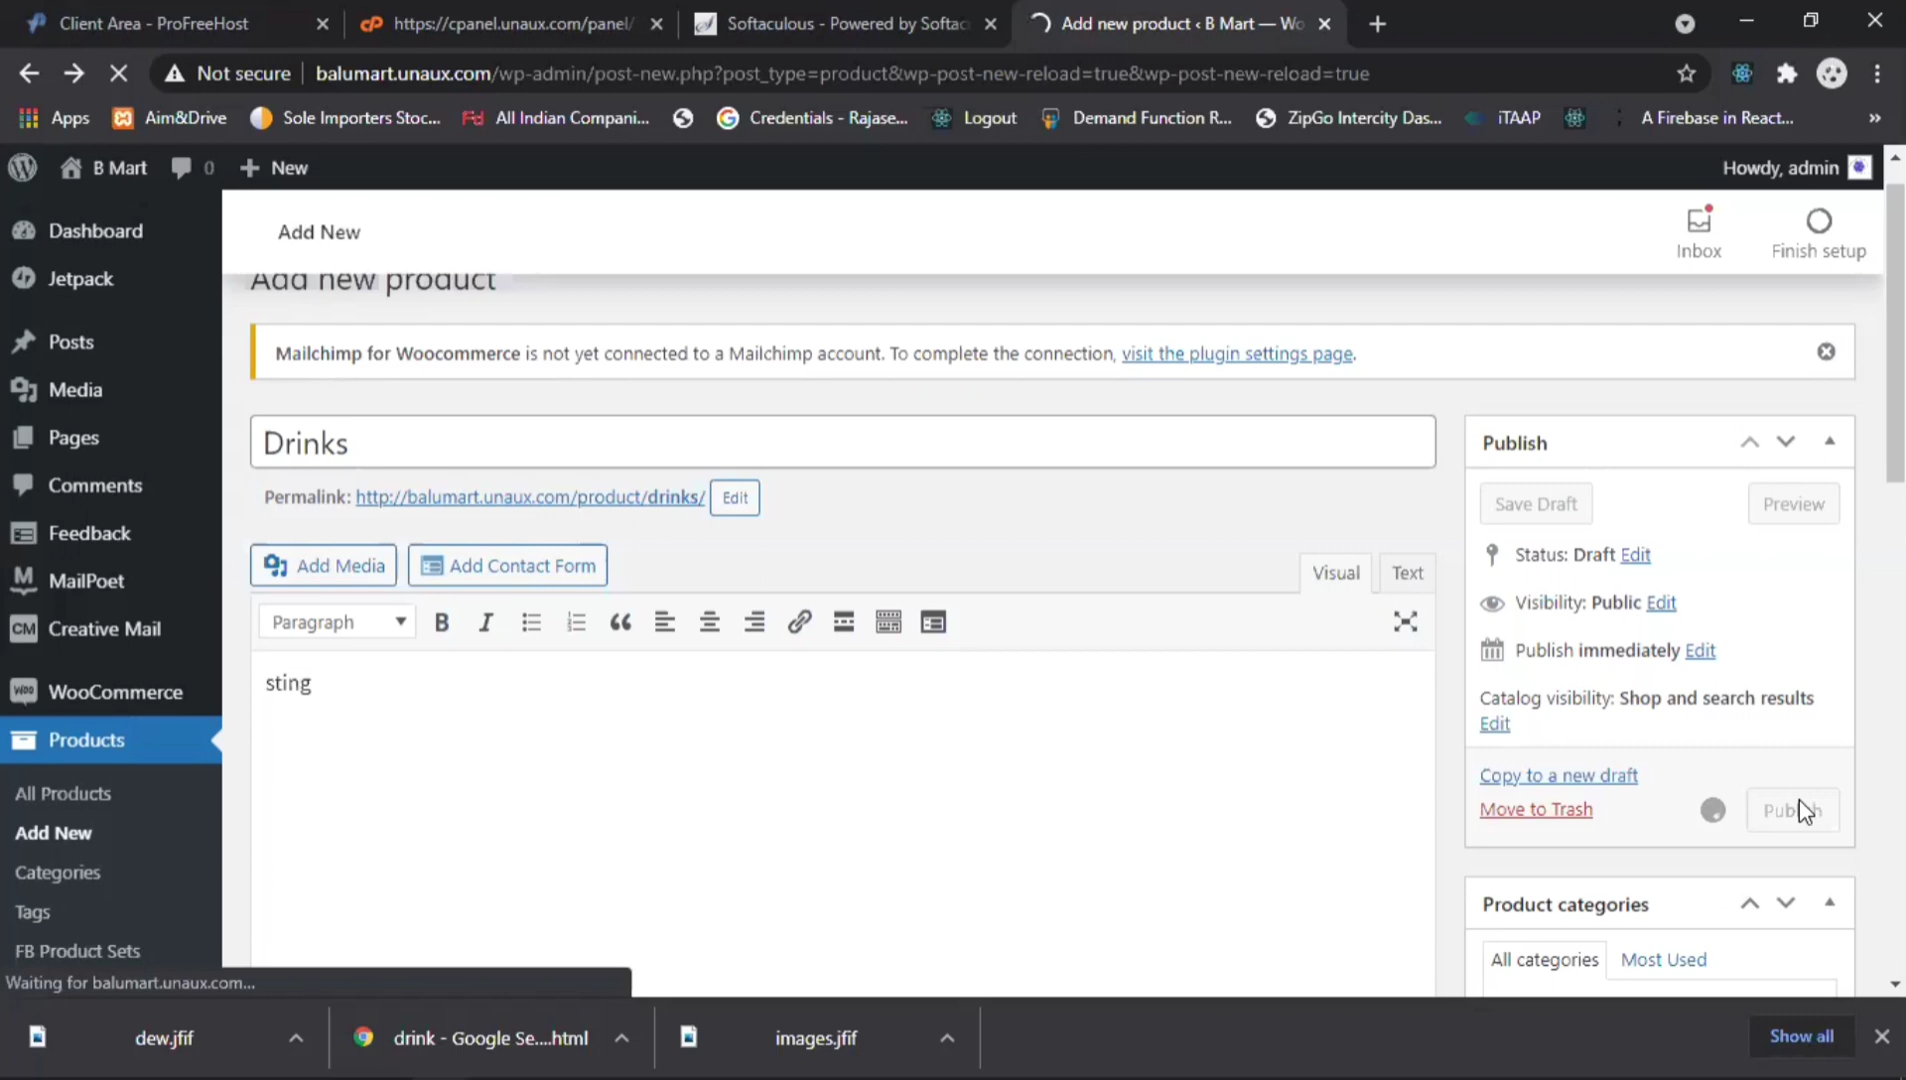 Client Area - ProFreeHost
https://cpanel.unaux.com/panel/
Softaculous - Powered by Softac
Add new product ‹ B Mart — Wo
Not secure
balumart.unaux.com/wp-admin/post-new.php?post_type=product&wp-post-new-reload=true&wp-post-new-reload=true
Apps
Aim&Drive
Sole Importers Stoc...
Fd
All Indian Compani...
Credentials - Rajase...
Logout
Demand Function R...
ZipGo Intercity Das...
iTAAP
A Firebase in React...
»
B Mart
0
New
Howdy, admin
Dashboard
Jetpack
Posts
Media
Pages
Comments
Feedback
MailPoet
CM
Creative Mail
Woo
WooCommerce
Products
All Products
Add New
Categories
Tags
FB Product Sets
Waiting for balumart.unaux.com...
Add New
Inbox
Finish setup
Add new product
Mailchimp for Woocommerce is not yet connected to a Mailchimp account. To complete the connection, visit the plugin settings page.
Drinks
Permalink: http://balumart.unaux.com/product/drinks/ Edit
Add Media
Add Contact Form
Visual
Text
Paragraph
B
I
sting
Publish
Save Draft
Preview
Status: Draft Edit
Visibility: Public Edit
Publish immediately Edit
Catalog visibility: Shop and search results
Edit
Copy to a new draft
Move to Trash
Publish
Product categories
All categories
Most Used
dew.jfif
drink - Google Se....html
images.jfif
Show all